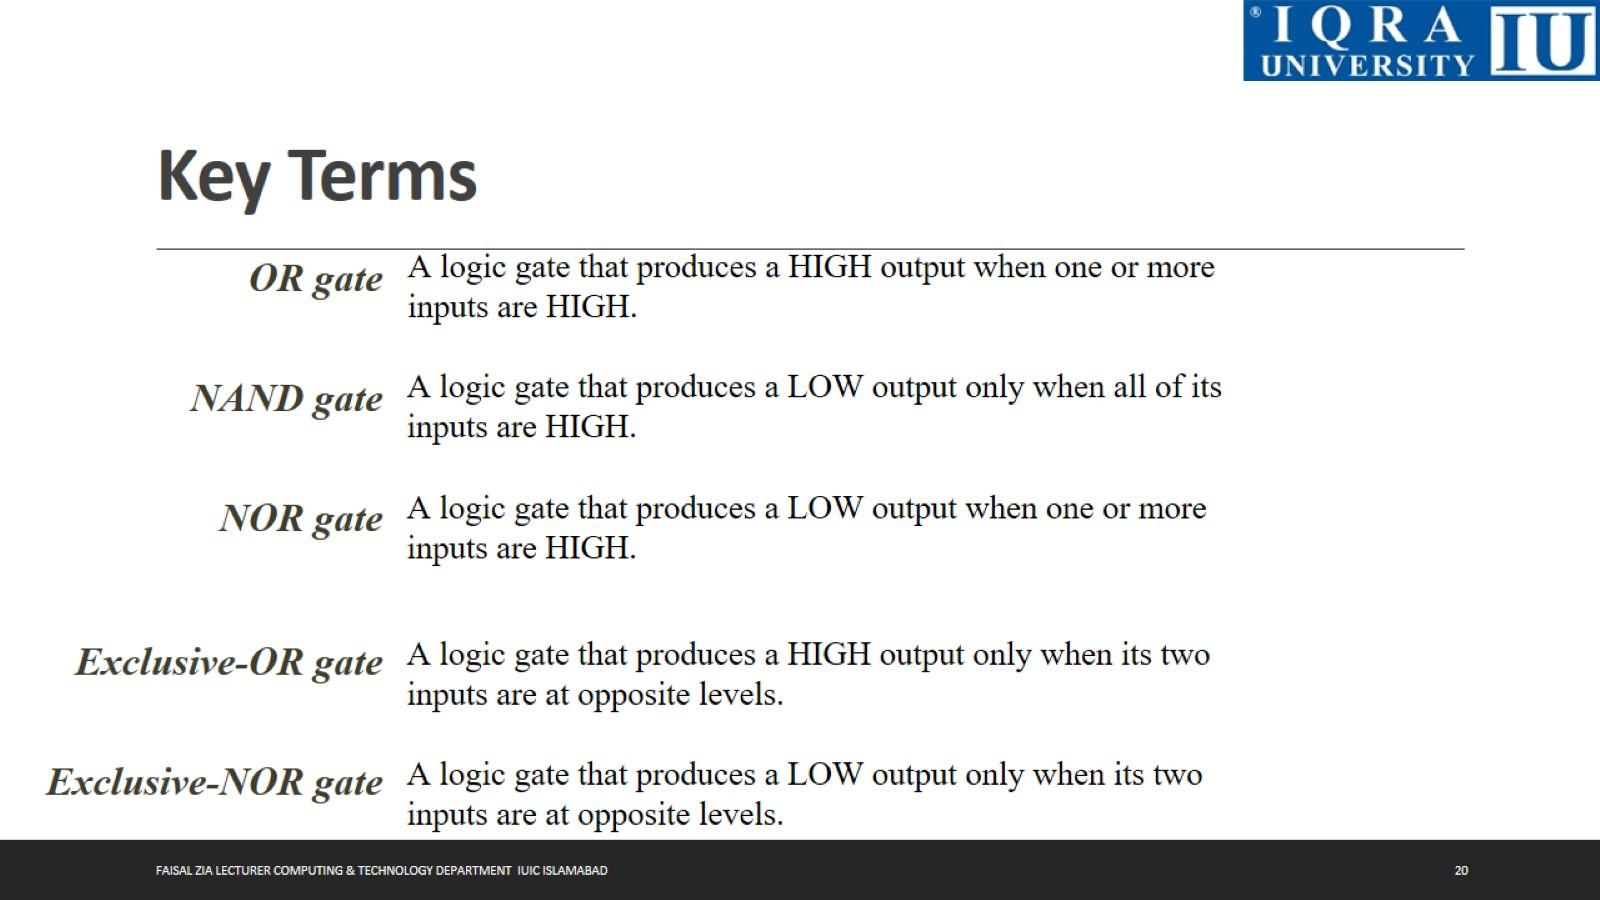 ® IQRA
UNIVERSITY IU
Key Terms
OR gate A logic gate that produces a HIGH output when one or more
inputs are HIGH.
NAND gate A logic gate that produces a LOW output only when all of its
inputs are HIGH.
NOR gate A logic gate that produces a LOW output when one or more
inputs are HIGH.
Exclusive-OR gate A logic gate that produces a HIGH output only when its two
inputs are at opposite levels.
Exclusive-NOR gate A logic gate that produces a LOW output only when its two
inputs are at opposite levels.
FAISAL ZIA LECTURER COMPUTING & TECHNOLOGY DEPARTMENT IUIC ISLAMABAD 20